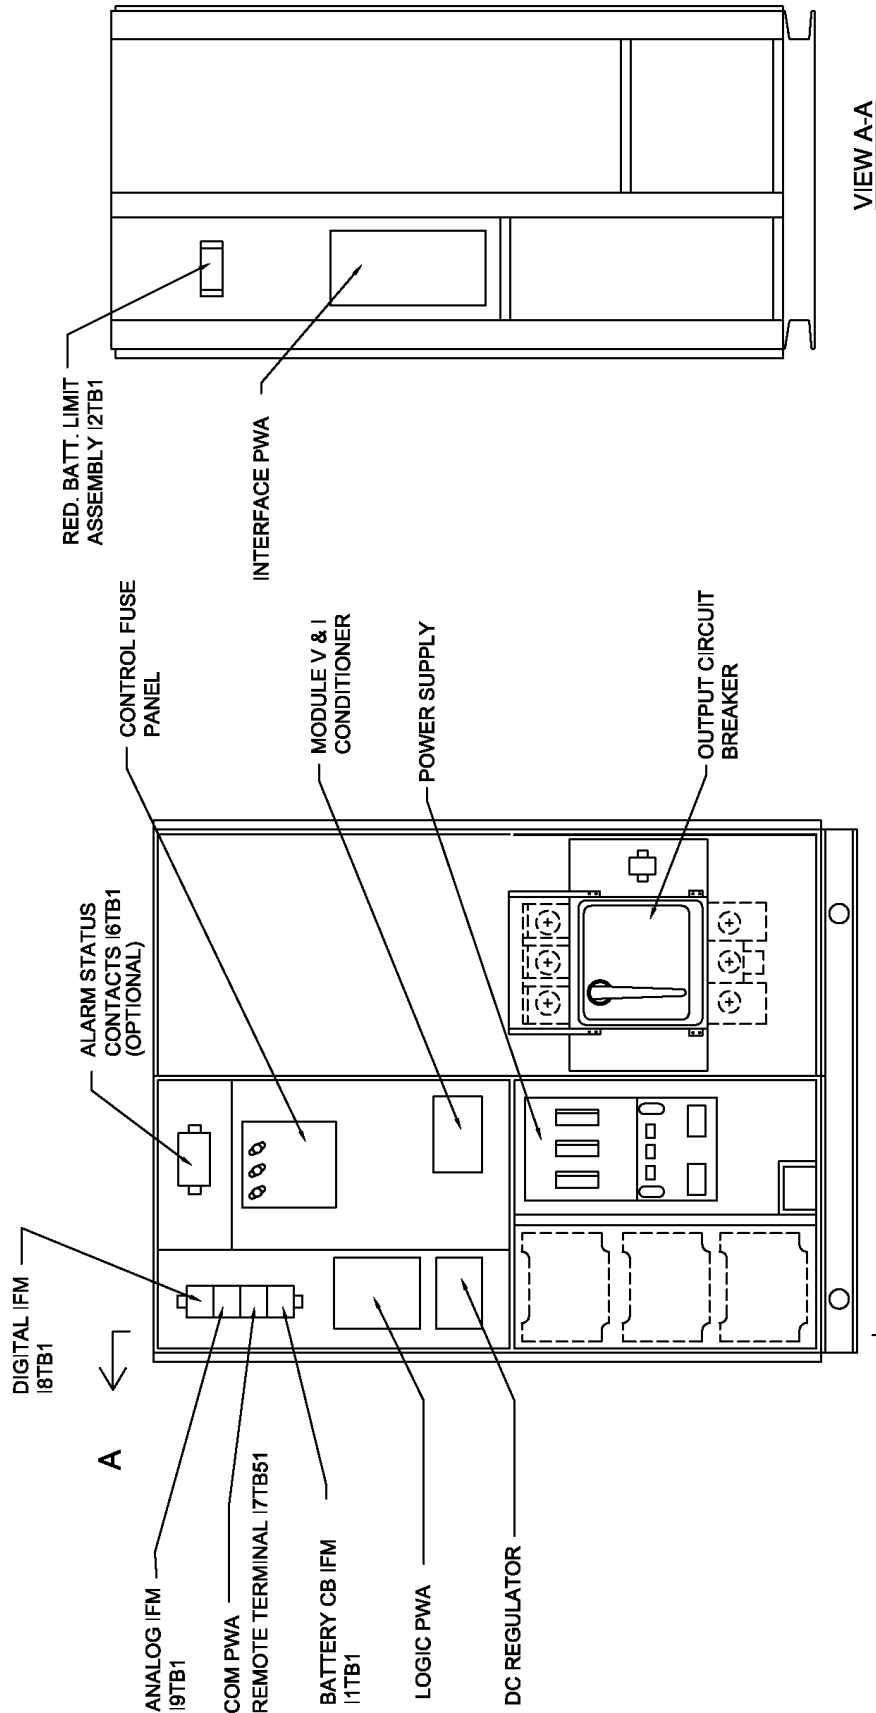 DIGITAL IFM
I8TB1
ALARM STATUS
CONTACTS I6TB1
(OPTIONAL)
RED. BATT. LIMIT
ASSEMBLY I2TB1
A
ANALOG IFM
I9TB1
CONTROL FUSE
PANEL
COM PWA
REMOTE TERMINAL I7TB51
INTERFACE PWA
BATTERY CB IFM
I1TB1
MODULE V & I
CONDITIONER
LOGIC PWA
POWER SUPPLY
DC REGULATOR
OUTPUT CIRCUIT
BREAKER
VIEW A-A